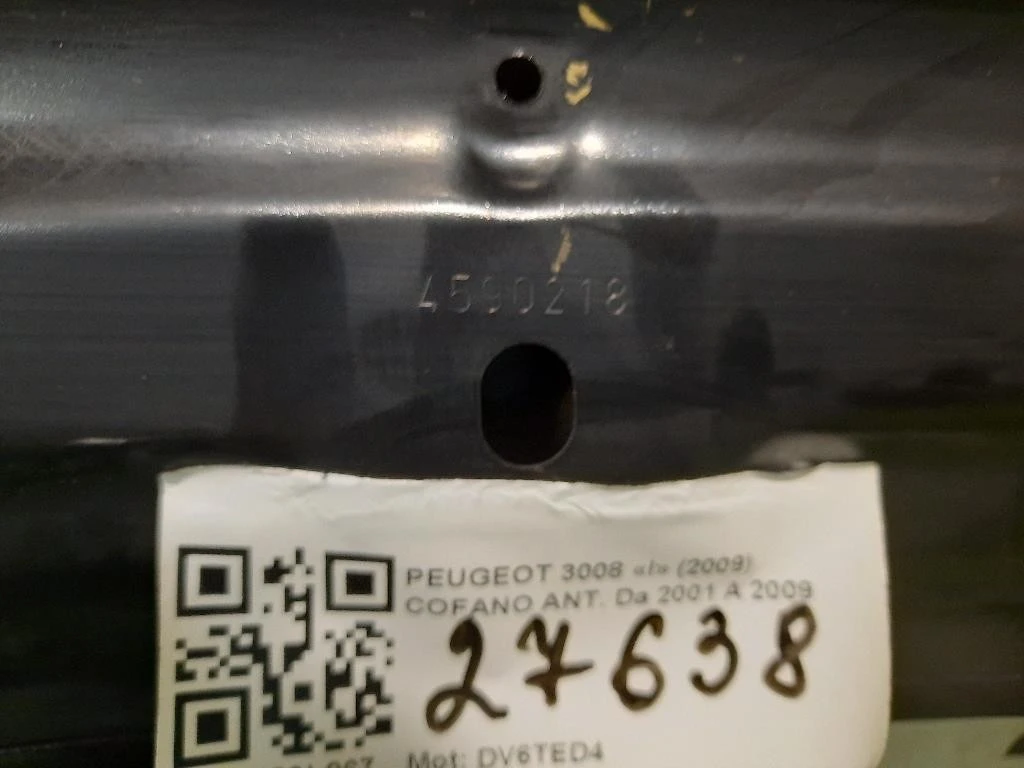 4590218
PEUGEOT 3008 «I» (2009)
COFANO ANT. Da 2001 A 2009
27638
Mot: DV6TED4